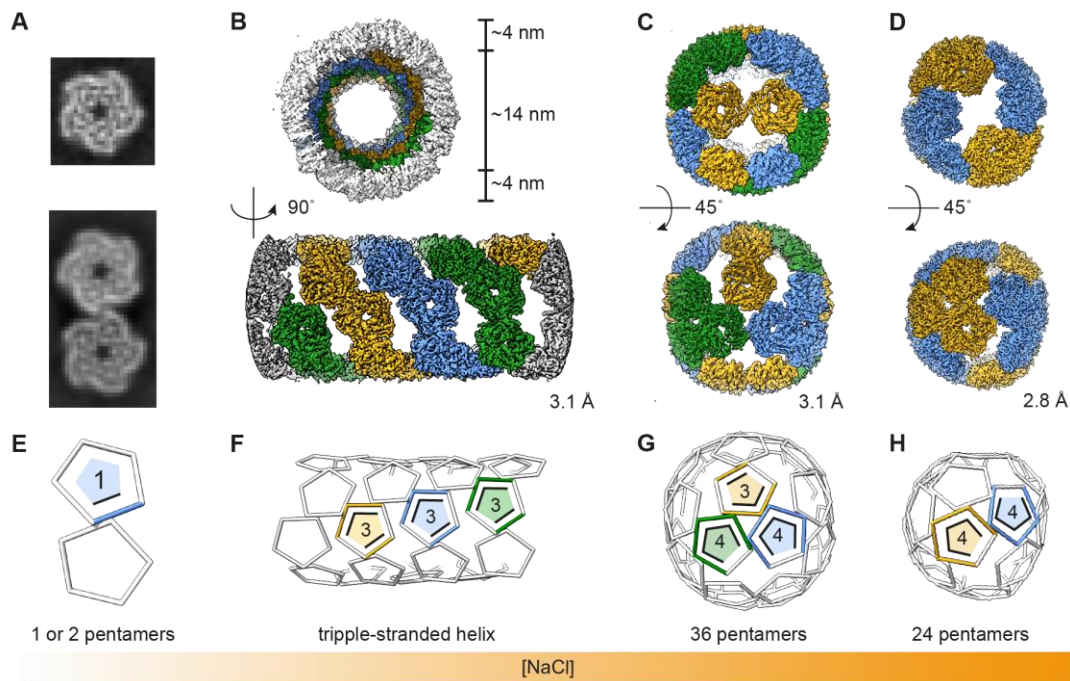 A
B
C
D
~4 nm
~14 nm
~4 nm
90°
45°
45°
3.1 Å
3.1 Å
2.8 Å
E
F
G
H
1
3
3
3
3
4
4
4
4
1 or 2 pentamers
tripple-stranded helix
36 pentamers
24 pentamers
[NaCl]